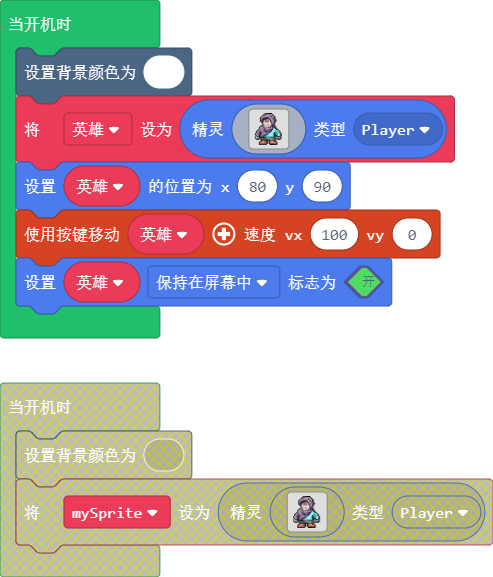 当开机时
设置背景颜色为
将 英雄 设为 精灵 类型 Player
设置 英雄 的位置为 x 80 y 90
使用按键移动 英雄 速度 vx 100 vy 0
设置 英雄 保持在屏幕中 标志为 开
当开机时
设置背景颜色为
将 mySprite 设为 精灵 类型 Player